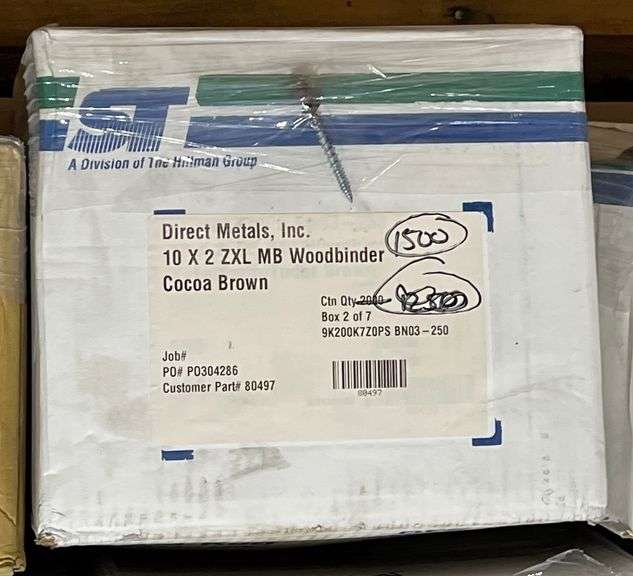 ST
A Division of The Hillman Group
Direct Metals, Inc.
1500
10 X 2 ZXL MB Woodbinder
Cocoa Brown
Ctn Qty 2000
Box 2 of 7
9K200K7Z0PS BN03-250
Job#
PO# PO304286
Customer Part# 80497
80497